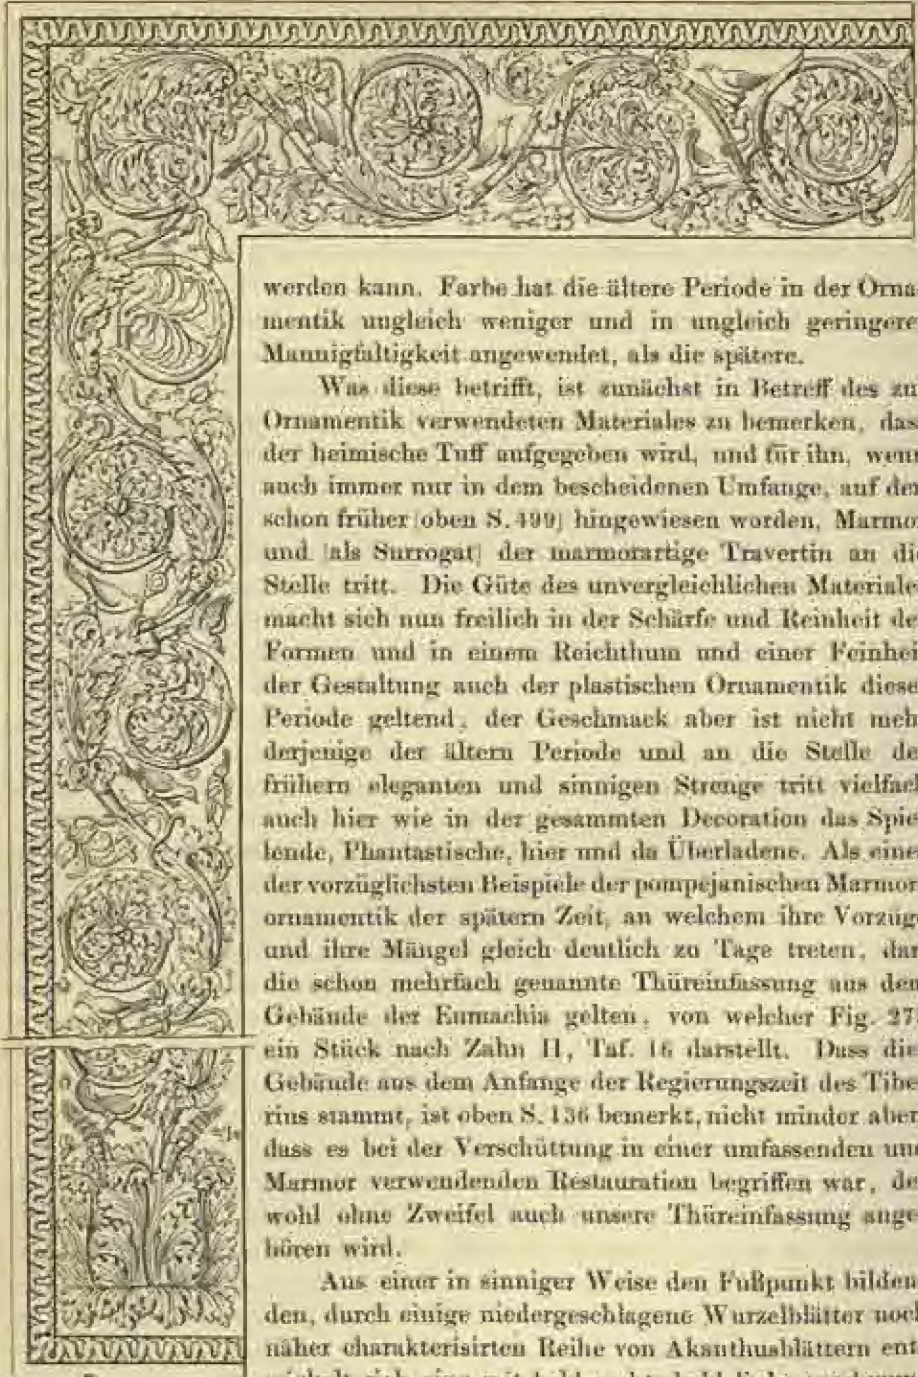 werden kann. Farbe hat die ältere Periode in der Orna-
mentik ungleich weniger und in ungleich geringere
Mannigfaltigkeit angewendet, als die spätere.
Was diese betrifft, ist zunächst in Betreff des zu
Ornamentik verwendeten Materiales zu bemerken, das
der heimische Tuff aufgegeben wird, und für ihn, wenn
auch immer nur in dem bescheidenen Umfange, auf den
schon früher (oben S. 499) hingewiesen worden, Marmor
und (als Surrogat) der marmorartige Travertin an die
Stelle tritt. Die Güte des unvergleichlichen Materiale
macht sich nun freilich in der Schärfe und Reinheit de
Formen und in einem Reichthum und einer Feinhei
der Gestaltung auch der plastischen Ornamentik diese
Periode geltend, der Geschmack aber ist nicht meh
derjenige der ältern Periode und an die Stelle de
frühern eleganten und sinnigen Strenge tritt vielfach
auch hier wie in der gesammten Decoration das Spie-
lende, Phantastische, hier und da Überladene. Als eine
der vorzüglichsten Beispiele der pompejanischen Marmor
ornamentik der spätern Zeit, an welchem ihre Vorzüge
und ihre Mängel gleich deutlich zu Tage treten, dar
die schon mehrfach genannte Thüreinfassung aus dem
Gebäude der Eumachia gelten, von welcher Fig. 27
ein Stück nach Zahn II, Taf. 16 darstellt. Dass die
Gebäude aus dem Anfange der Regierungszeit des Tibe
rius stammt, ist oben S. 136 bemerkt, nicht minder aber
dass es bei der Verschüttung in einer umfassenden und
Marmor verwendenden Restauration begriffen war, de
wohl ohne Zweifel auch unsere Thüreinfassung ange
hören wird.
Aus einer in sinniger Weise den Fußpunkt bilden
den, durch einige niedergeschlagene Wurzelblätter noch
näher charakterisirten Reihe von Akanthusblättern ent